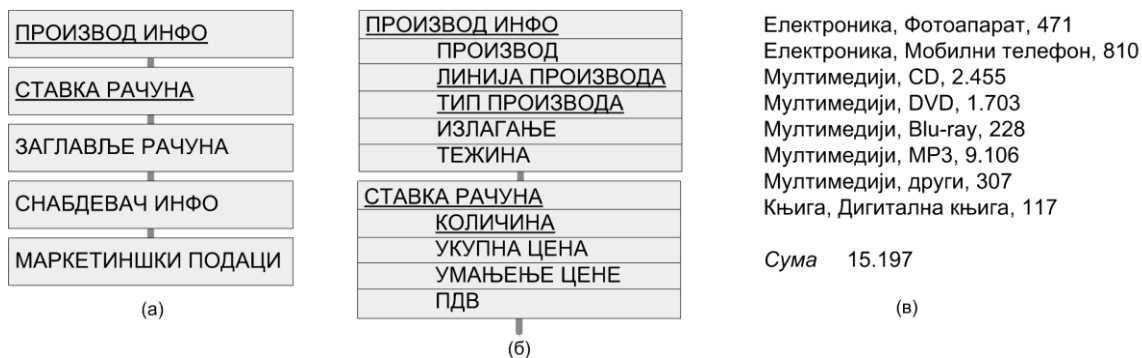 ПРОИЗВОД ИНФО
СТАВКА РАЧУНА
ЗАГЛАВЉЕ РАЧУНА
СНАБДЕВАЧ ИНФО
МАРКЕТИНШКИ ПОДАЦИ
(а)
ПРОИЗВОД ИНФО
ПРОИЗВОД
ЛИНИЈА ПРОИЗВОДА
ТИП ПРОИЗВОДА
ИЗЛАГАЊЕ
ТЕЖИНА
СТАВКА РАЧУНА
КОЛИЧИНА
УКУПНА ЦЕНА
УМАЊЕЊЕ ЦЕНЕ
ПДВ
(б)
Електроника, Фотоапарат, 471
Електроника, Мобилни телефон, 810
Мултимедији, CD, 2.455
Мултимедији, DVD, 1.703
Мултимедији, Blu-ray, 228
Мултимедији, MP3, 9.106
Мултимедији, други, 307
Књига, Дигитална књига, 117
Сума 15.197
(в)